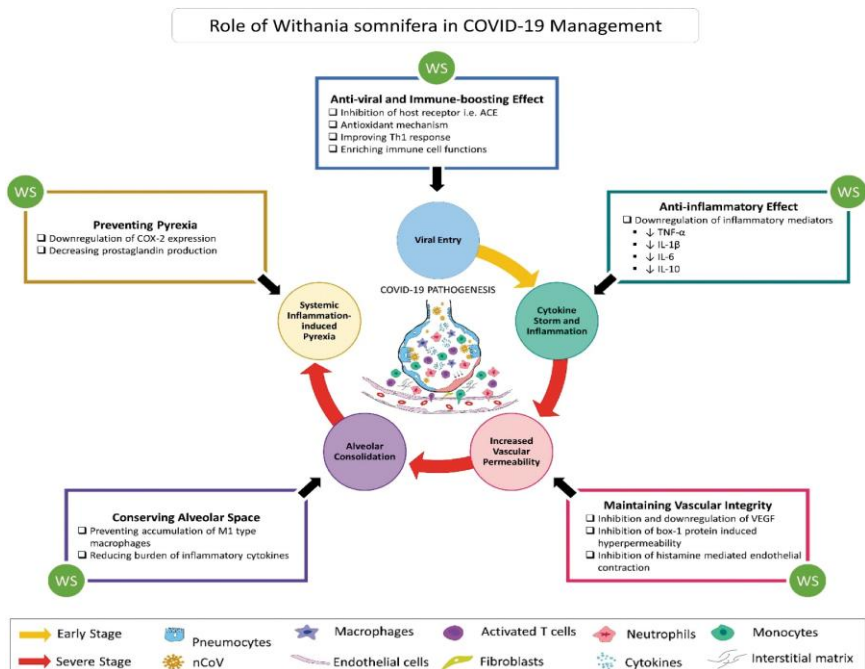 Role of Withania somnifera in COVID-19 Management
WS
Anti-viral and Immune-boosting Effect
❑ Inhibition of host receptor i.e. ACE
❑ Antioxidant mechanism
❑ Improving Th1 response
❑ Enriching immune cell functions
WS
Preventing Pyrexia
❑ Downregulation of COX-2 expression
❑ Decreasing prostaglandin production
WS
Anti-inflammatory Effect
❑ Downregulation of inflammatory mediators
▪ ↓ TNF-α
▪ ↓ IL-1β
▪ ↓ IL-6
▪ ↓ IL-10
Viral Entry
COVID-19 PATHOGENESIS
Systemic
Inflammation-
induced
Pyrexia
Cytokine
Storm and
Inflammation
Alveolar
Consolidation
Increased
Vascular
Permeability
Conserving Alveolar Space
❑ Preventing accumulation of M1 type
macrophages
❑ Reducing burden of inflammatory cytokines
WS
Maintaining Vascular Integrity
❑ Inhibition and downregulation of VEGF
❑ Inhibition of box-1 protein induced
hyperpermeability
❑ Inhibition of histamine mediated endothelial
contraction
WS
Early Stage
Pneumocytes
Macrophages
Activated T cells
Neutrophils
Monocytes
Severe Stage
nCoV
Endothelial cells
Fibroblasts
Cytokines
Interstitial matrix